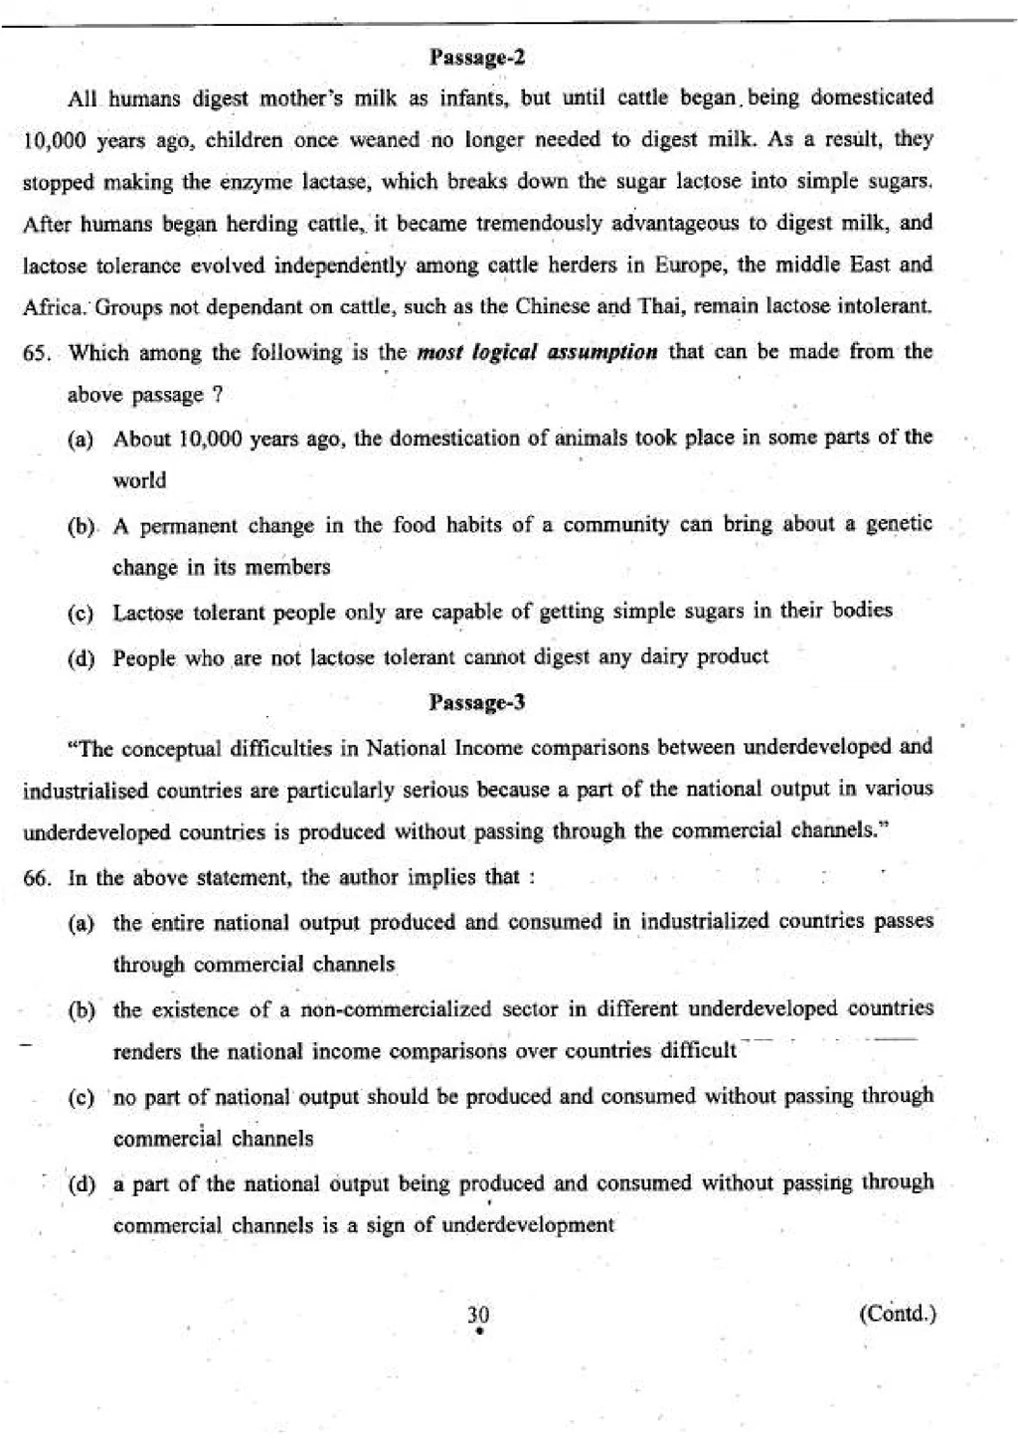 Passage-2
All humans digest mother's milk as infants, but until cattle began being domesticated
10,000 years ago, children once weaned no longer needed to digest milk. As a result, they
stopped making the enzyme lactase, which breaks down the sugar lactose into simple sugars.
After humans began herding cattle, it became tremendously advantageous to digest milk, and
lactose tolerance evolved independently among cattle herders in Europe, the middle East and
Africa. Groups not dependant on cattle, such as the Chinese and Thai, remain lactose intolerant.
65. Which among the following is the most logical assumption that can be made from the
above passage ?
(a) About 10,000 years ago, the domestication of animals took place in some parts of the
world
(b) A permanent change in the food habits of a community can bring about a genetic
change in its members
(c) Lactose tolerant people only are capable of getting simple sugars in their bodies
(d) People who are not lactose tolerant cannot digest any dairy product
Passage-3
“The conceptual difficulties in National Income comparisons between underdeveloped and
industrialised countries are particularly serious because a part of the national output in various
underdeveloped countries is produced without passing through the commercial channels.”
66. In the above statement, the author implies that :
(a) the entire national output produced and consumed in industrialized countries passes
through commercial channels
(b) the existence of a non-commercialized sector in different underdeveloped countries
renders the national income comparisons over countries difficult
(c) no part of national output should be produced and consumed without passing through
commercial channels
(d) a part of the national output being produced and consumed without passing through
commercial channels is a sign of underdevelopment
30
(Contd.)